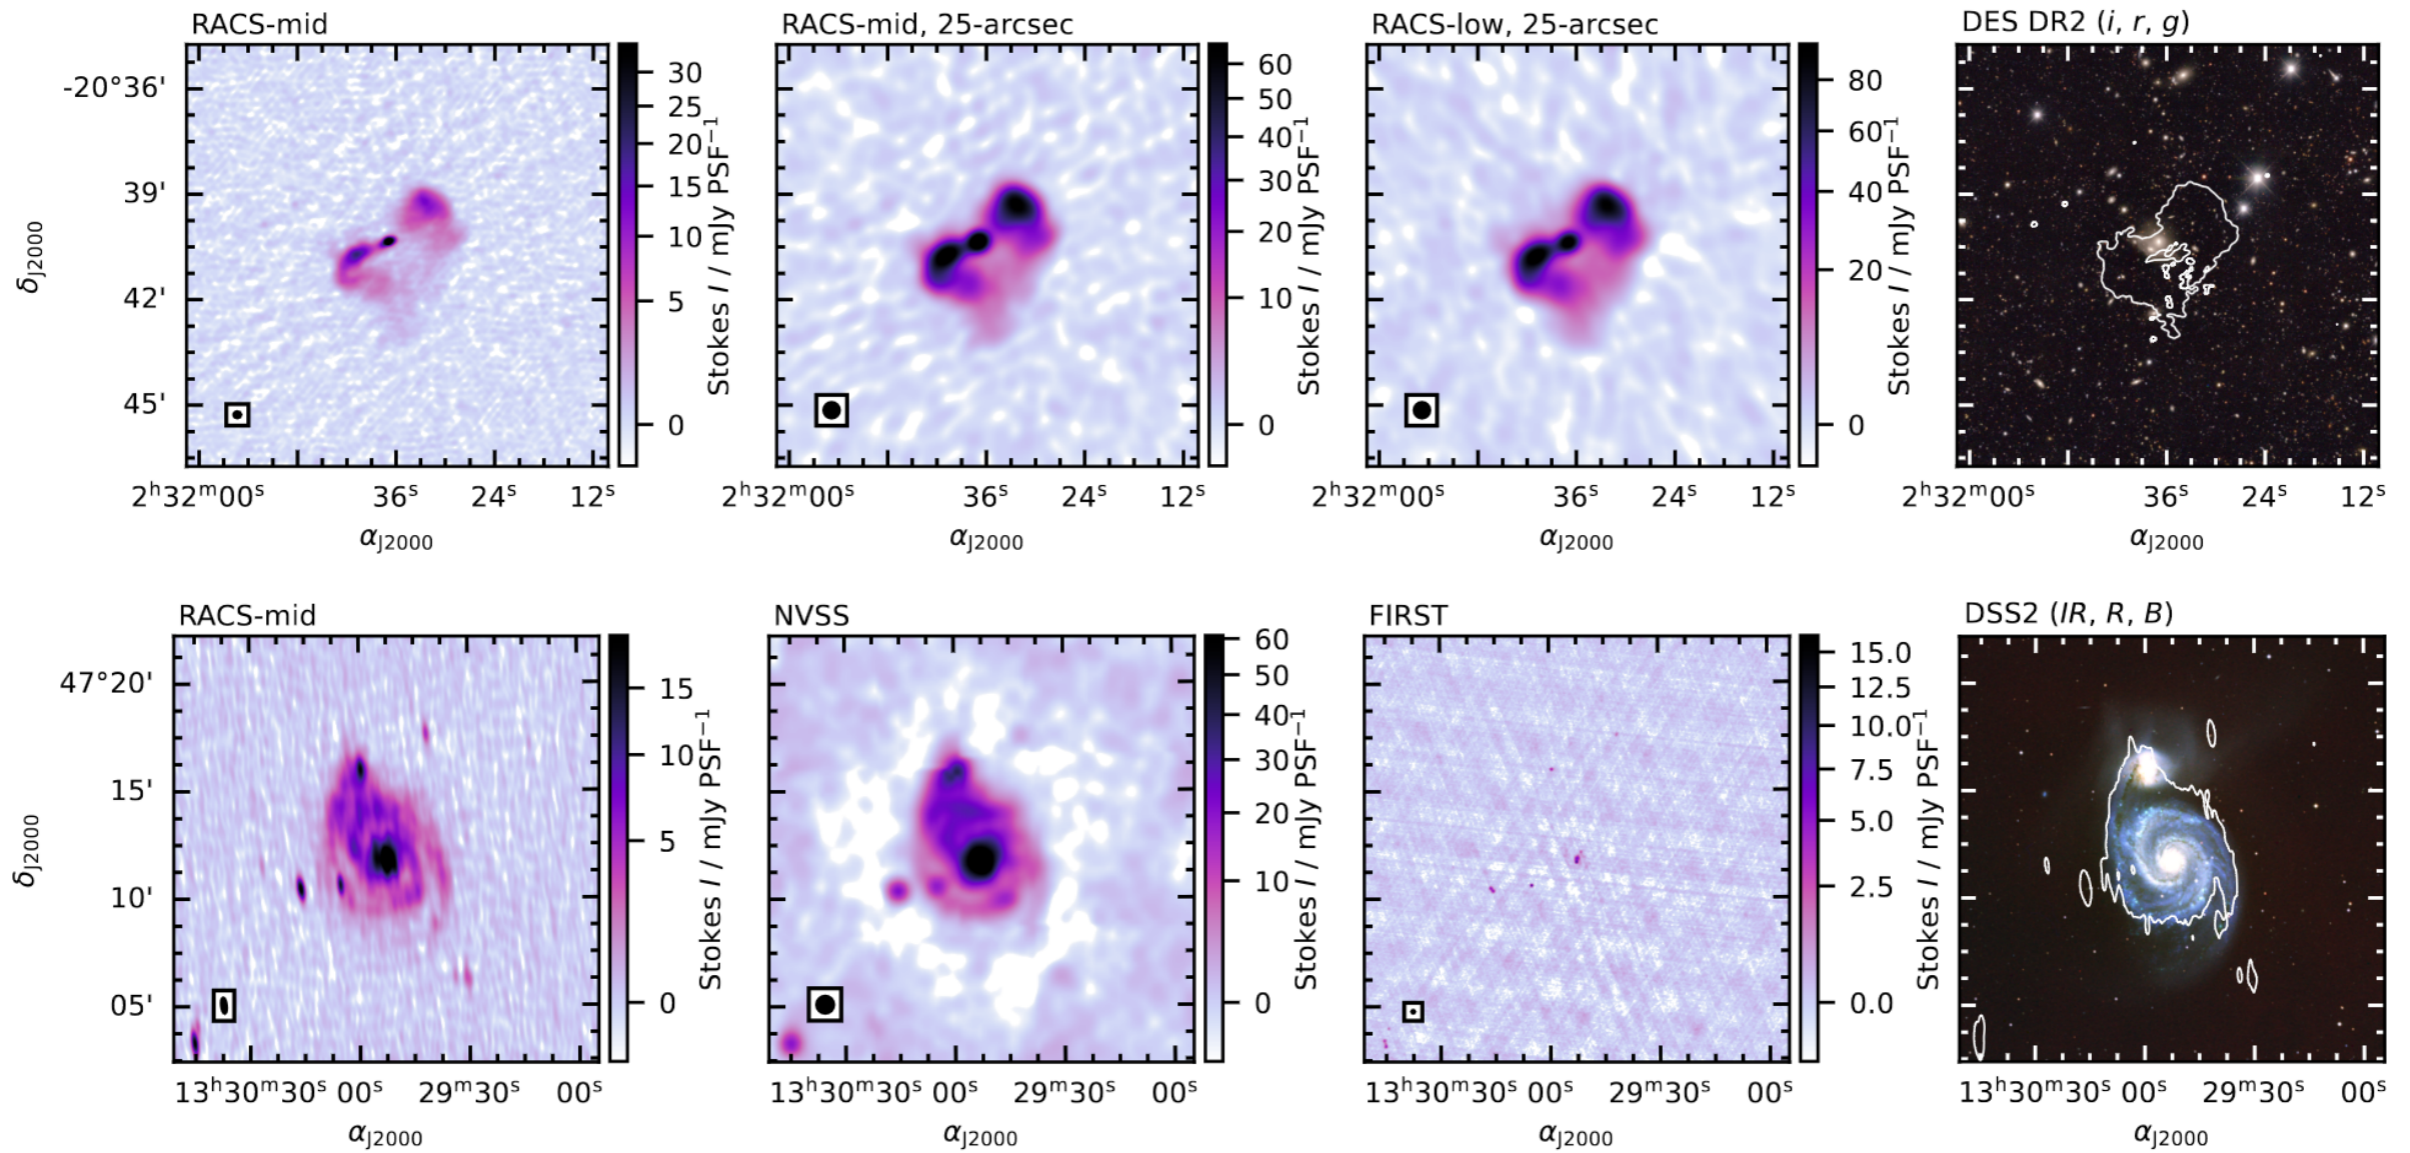 RACS-mid
RACS-mid, 25-arcsec
RACS-low, 25-arcsec
DES DR2 (i, r, g)
-20°36'
39'
42'
45'
δJ2000
30
25
20
15
10
5
0
Stokes I / mJy PSF⁻¹
60
50
40
30
20
10
0
Stokes I / mJy PSF⁻¹
80
60
40
20
0
Stokes I / mJy PSF⁻¹
2ʰ32ᵐ00ˢ 36ˢ 24ˢ 12ˢ
2ʰ32ᵐ00ˢ 36ˢ 24ˢ 12ˢ
2ʰ32ᵐ00ˢ 36ˢ 24ˢ 12ˢ
2ʰ32ᵐ00ˢ 36ˢ 24ˢ 12ˢ
αJ2000
αJ2000
αJ2000
αJ2000
RACS-mid
NVSS
FIRST
DSS2 (IR, R, B)
47°20'
15'
10'
05'
δJ2000
15
10
5
0
Stokes I / mJy PSF⁻¹
60
50
40
30
20
10
0
Stokes I / mJy PSF⁻¹
15.0
12.5
10.0
7.5
5.0
2.5
0.0
Stokes I / mJy PSF⁻¹
13ʰ30ᵐ30ˢ 00ˢ 29ᵐ30ˢ 00ˢ
13ʰ30ᵐ30ˢ 00ˢ 29ᵐ30ˢ 00ˢ
13ʰ30ᵐ30ˢ 00ˢ 29ᵐ30ˢ 00ˢ
13ʰ30ᵐ30ˢ 00ˢ 29ᵐ30ˢ 00ˢ
αJ2000
αJ2000
αJ2000
αJ2000